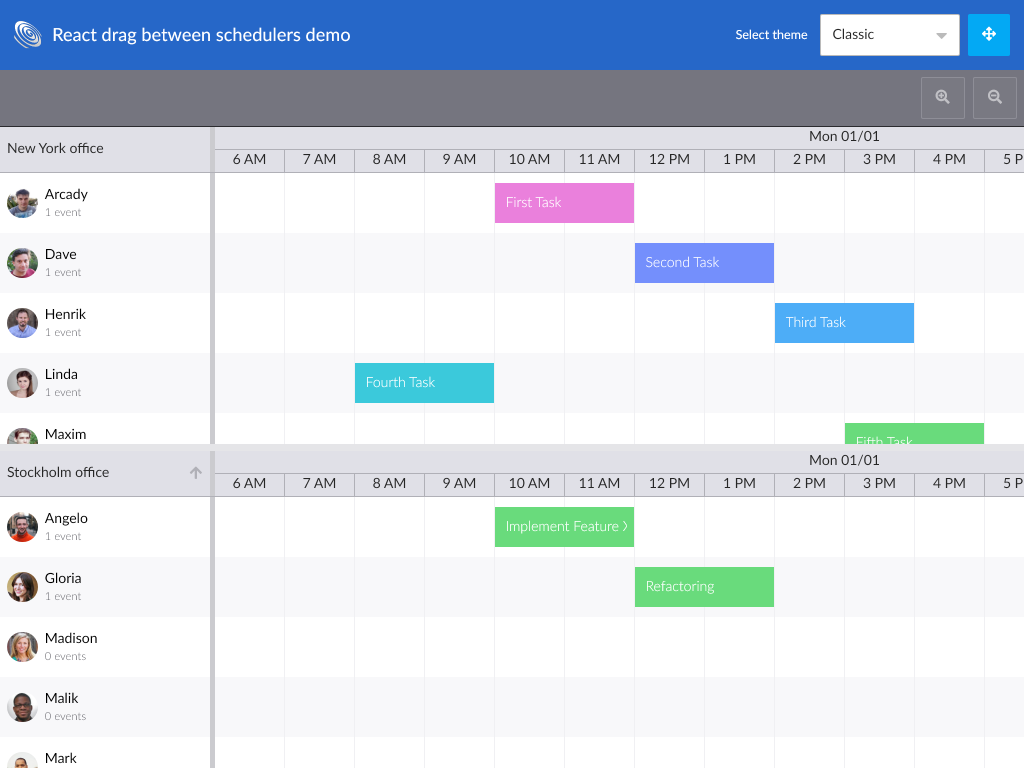 React drag between schedulers demo
Select theme
Classic
New York office
Mon 01/01
6 AM 7 AM 8 AM 9 AM 10 AM 11 AM 12 PM 1 PM 2 PM 3 PM 4 PM 5 P
Arcady
1 event
First Task
Dave
1 event
Second Task
Henrik
1 event
Third Task
Linda
1 event
Fourth Task
Maxim
Fifth Task
Stockholm office
Mon 01/01
6 AM 7 AM 8 AM 9 AM 10 AM 11 AM 12 PM 1 PM 2 PM 3 PM 4 PM 5 P
Angelo
1 event
Implement Feature X
Gloria
1 event
Refactoring
Madison
0 events
Malik
0 events
Mark